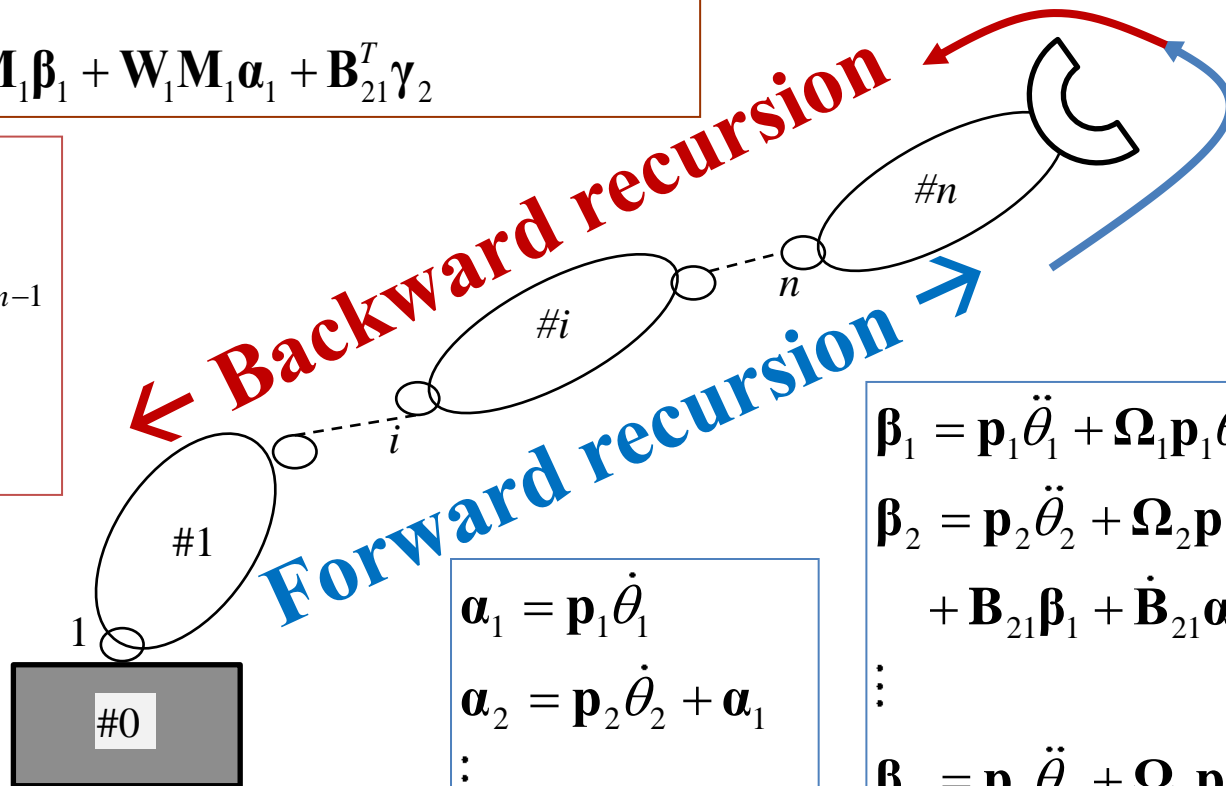 M₁β₁ + W₁M₁α₁ + B₂₁ᵀγ₂
n−1
← Backward recursion
Forward recursion →
#n
n
#i
i
#1
1
#0
α₁ = p₁θ̇₁
α₂ = p₂θ̇₂ + α₁
⋮
β₁ = p₁θ̈₁ + Ω₁p₁
β₂ = p₂θ̈₂ + Ω₂p
+ B₂₁β₁ + Ḃ₂₁α
⋮
β = p θ̈ + Ω p